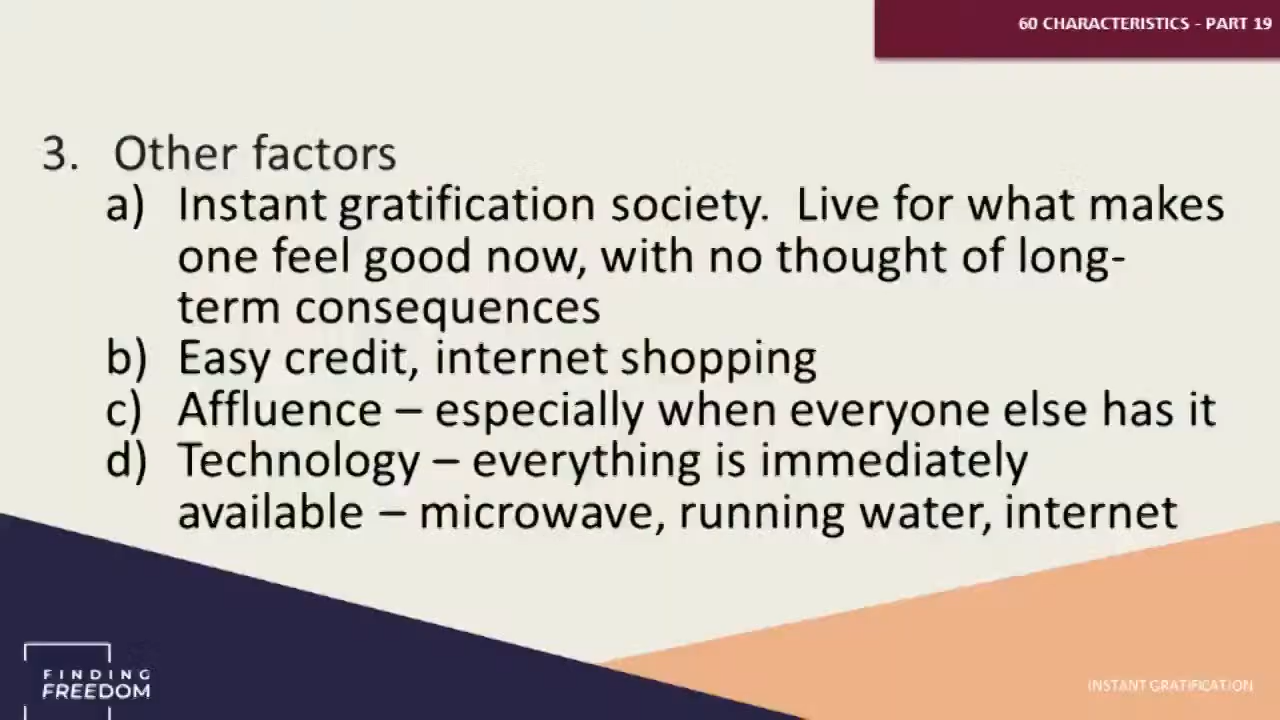 60 CHARACTERISTICS - PART 19
3. Other factors
a) Instant gratification society.  Live for what makes
one feel good now, with no thought of long-
term consequences
b) Easy credit, internet shopping
c) Affluence – especially when everyone else has it
d) Technology – everything is immediately
available – microwave, running water, internet
FINDING
FREEDOM
INSTANT GRATIFICATION